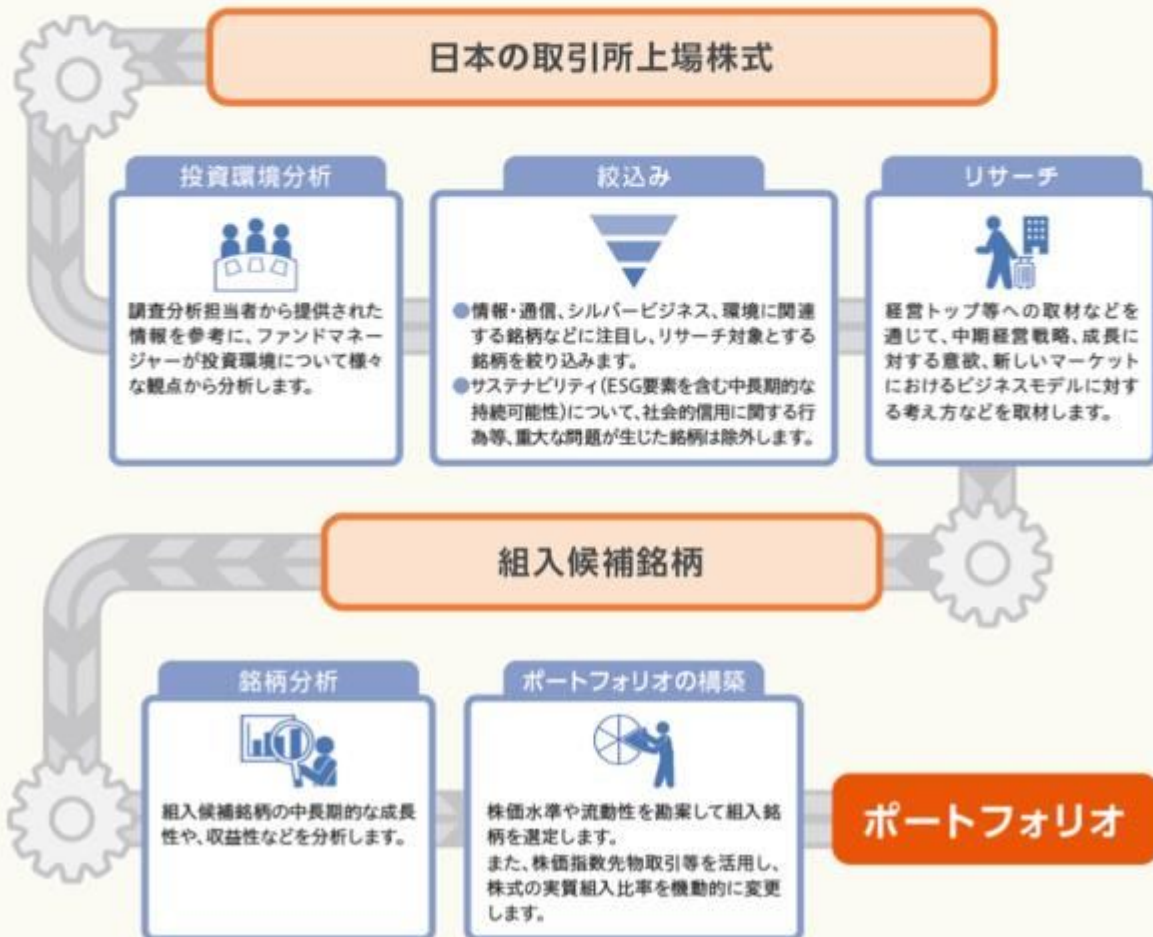 日本の取引所上場株式
投資環境分析
調査分析担当者から提供された
情報を参考に、ファンドマネー
ジャーが投資環境について様々
な観点から分析します。
絞込み
●情報・通信、シルバービジネス、環境に関連
する銘柄などに注目し、リサーチ対象とする
銘柄を絞り込みます。
●サステナビリティ(ESG要素を含む中長期的な
持続可能性)について、社会的信用に関する行
為等、重大な問題が生じた銘柄は除外します。
リサーチ
経営トップ等への取材などを
通じて、中期経営戦略、成長に
対する意欲、新しいマーケット
におけるビジネスモデルに対す
る考え方などを取材します。
組入候補銘柄
銘柄分析
組入候補銘柄の中長期的な成長
性や、収益性などを分析します。
ポートフォリオの構築
株価水準や流動性を勘案して組入銘
柄を選定します。
また、株価指数先物取引等を活用し、
株式の実質組入比率を機動的に変更
します。
ポートフォリオ